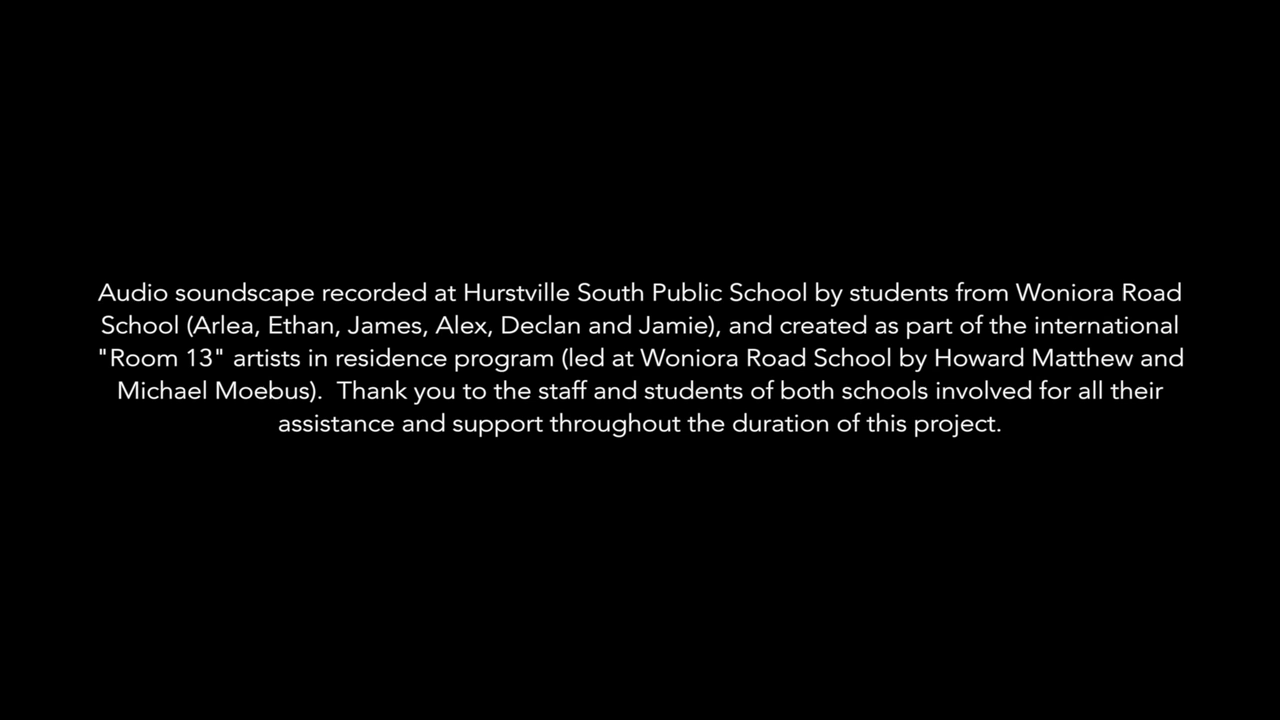 Audio soundscape recorded at Hurstville South Public School by students from Woniora Road
School (Arlea, Ethan, James, Alex, Declan and Jamie), and created as part of the international
"Room 13" artists in residence program (led at Woniora Road School by Howard Matthew and
Michael Moebus).  Thank you to the staff and students of both schools involved for all their
assistance and support throughout the duration of this project.